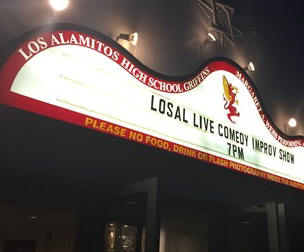 LOS ALAMITOS HIGH SCHOOL GRIFFINS
PERFORMING
LOSAL LIVE COMEDY IMPROV SHOW
7PM
PLEASE NO FOOD, DRINK OR FLASH PHOTOGRAPHY INSIDE THE